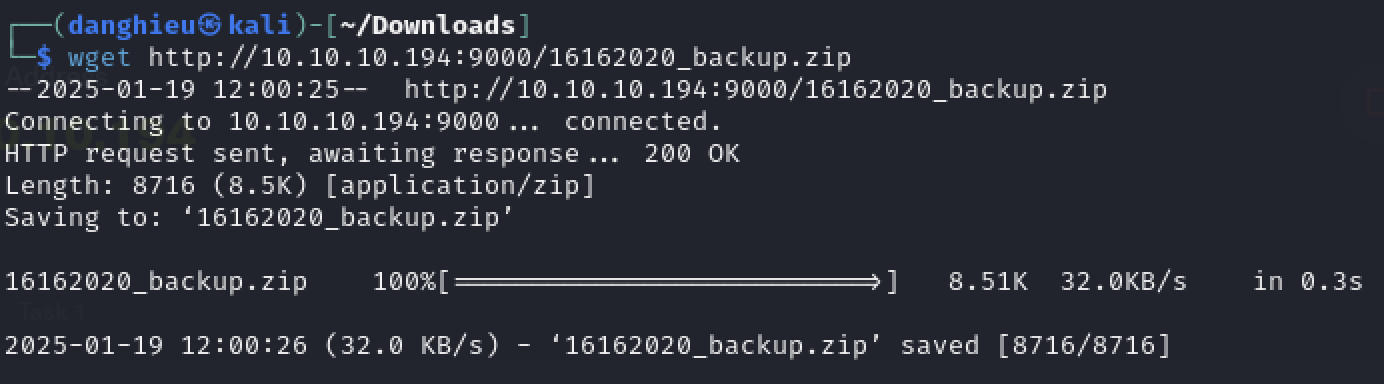 ┌──(danghieu㉿kali)-[~/Downloads]
└─$ wget http://10.10.10.194:9000/16162020_backup.zip
--2025-01-19 12:00:25--  http://10.10.10.194:9000/16162020_backup.zip
Connecting to 10.10.10.194:9000... connected.
HTTP request sent, awaiting response... 200 OK
Length: 8716 (8.5K) [application/zip]
Saving to: ‘16162020_backup.zip’
16162020_backup.zip    100%[==========================>]   8.51K  32.0KB/s    in 0.3s
2025-01-19 12:00:26 (32.0 KB/s) - ‘16162020_backup.zip’ saved [8716/8716]
Task 1